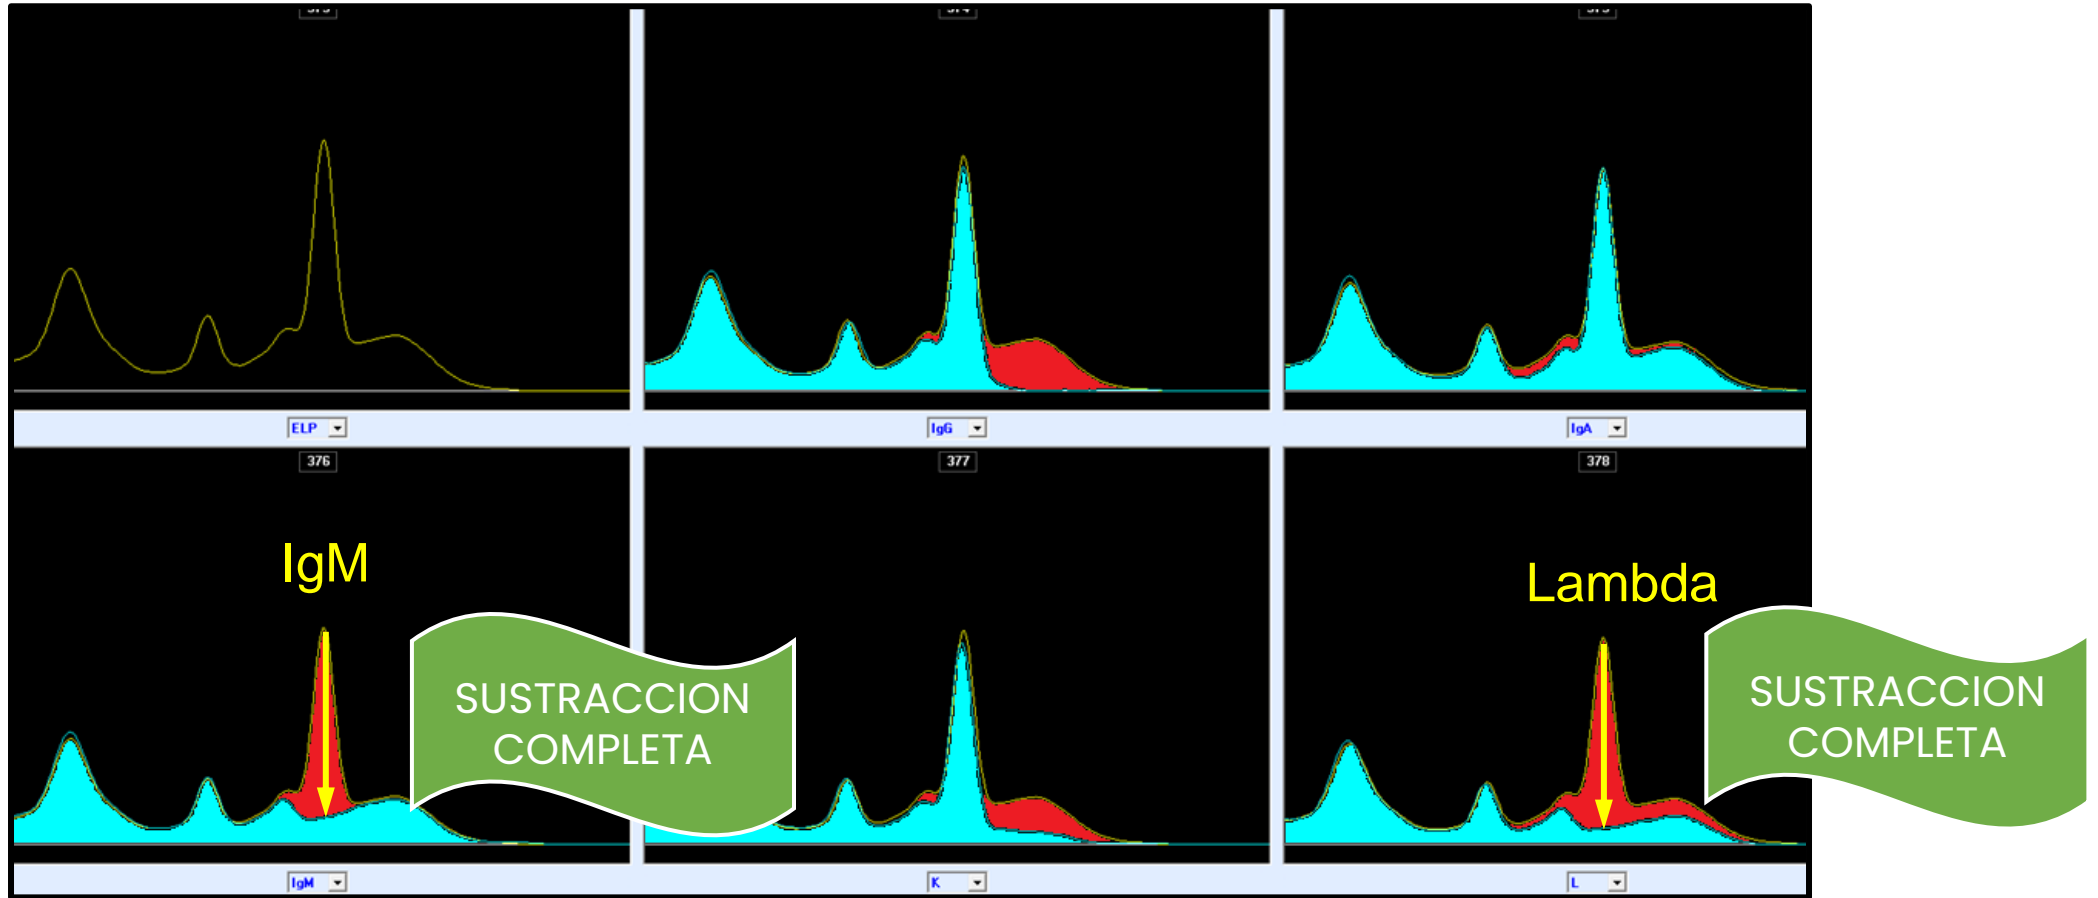 ELP
IgG
IgA
376
377
378
IgM
Lambda
SUSTRACCION
COMPLETA
SUSTRACCION
COMPLETA
IgM
K
L